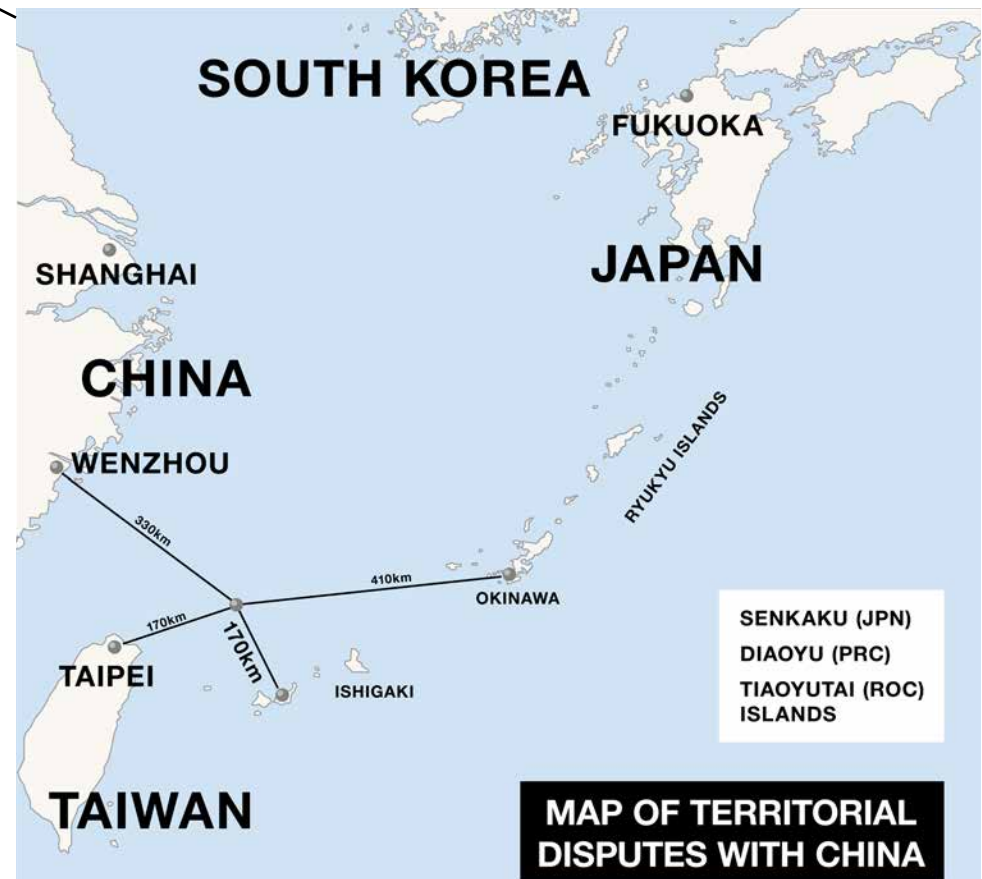 SOUTH KOREA
FUKUOKA
JAPAN
SHANGHAI
CHINA
RYUKYU ISLANDS
WENZHOU
330km
410km
OKINAWA
170km
170km
TAIPEI
ISHIGAKI
TAIWAN
SENKAKU (JPN)
DIAOYU (PRC)
TIAOYUTAI (ROC)
ISLANDS
MAP OF TERRITORIAL
DISPUTES WITH CHINA